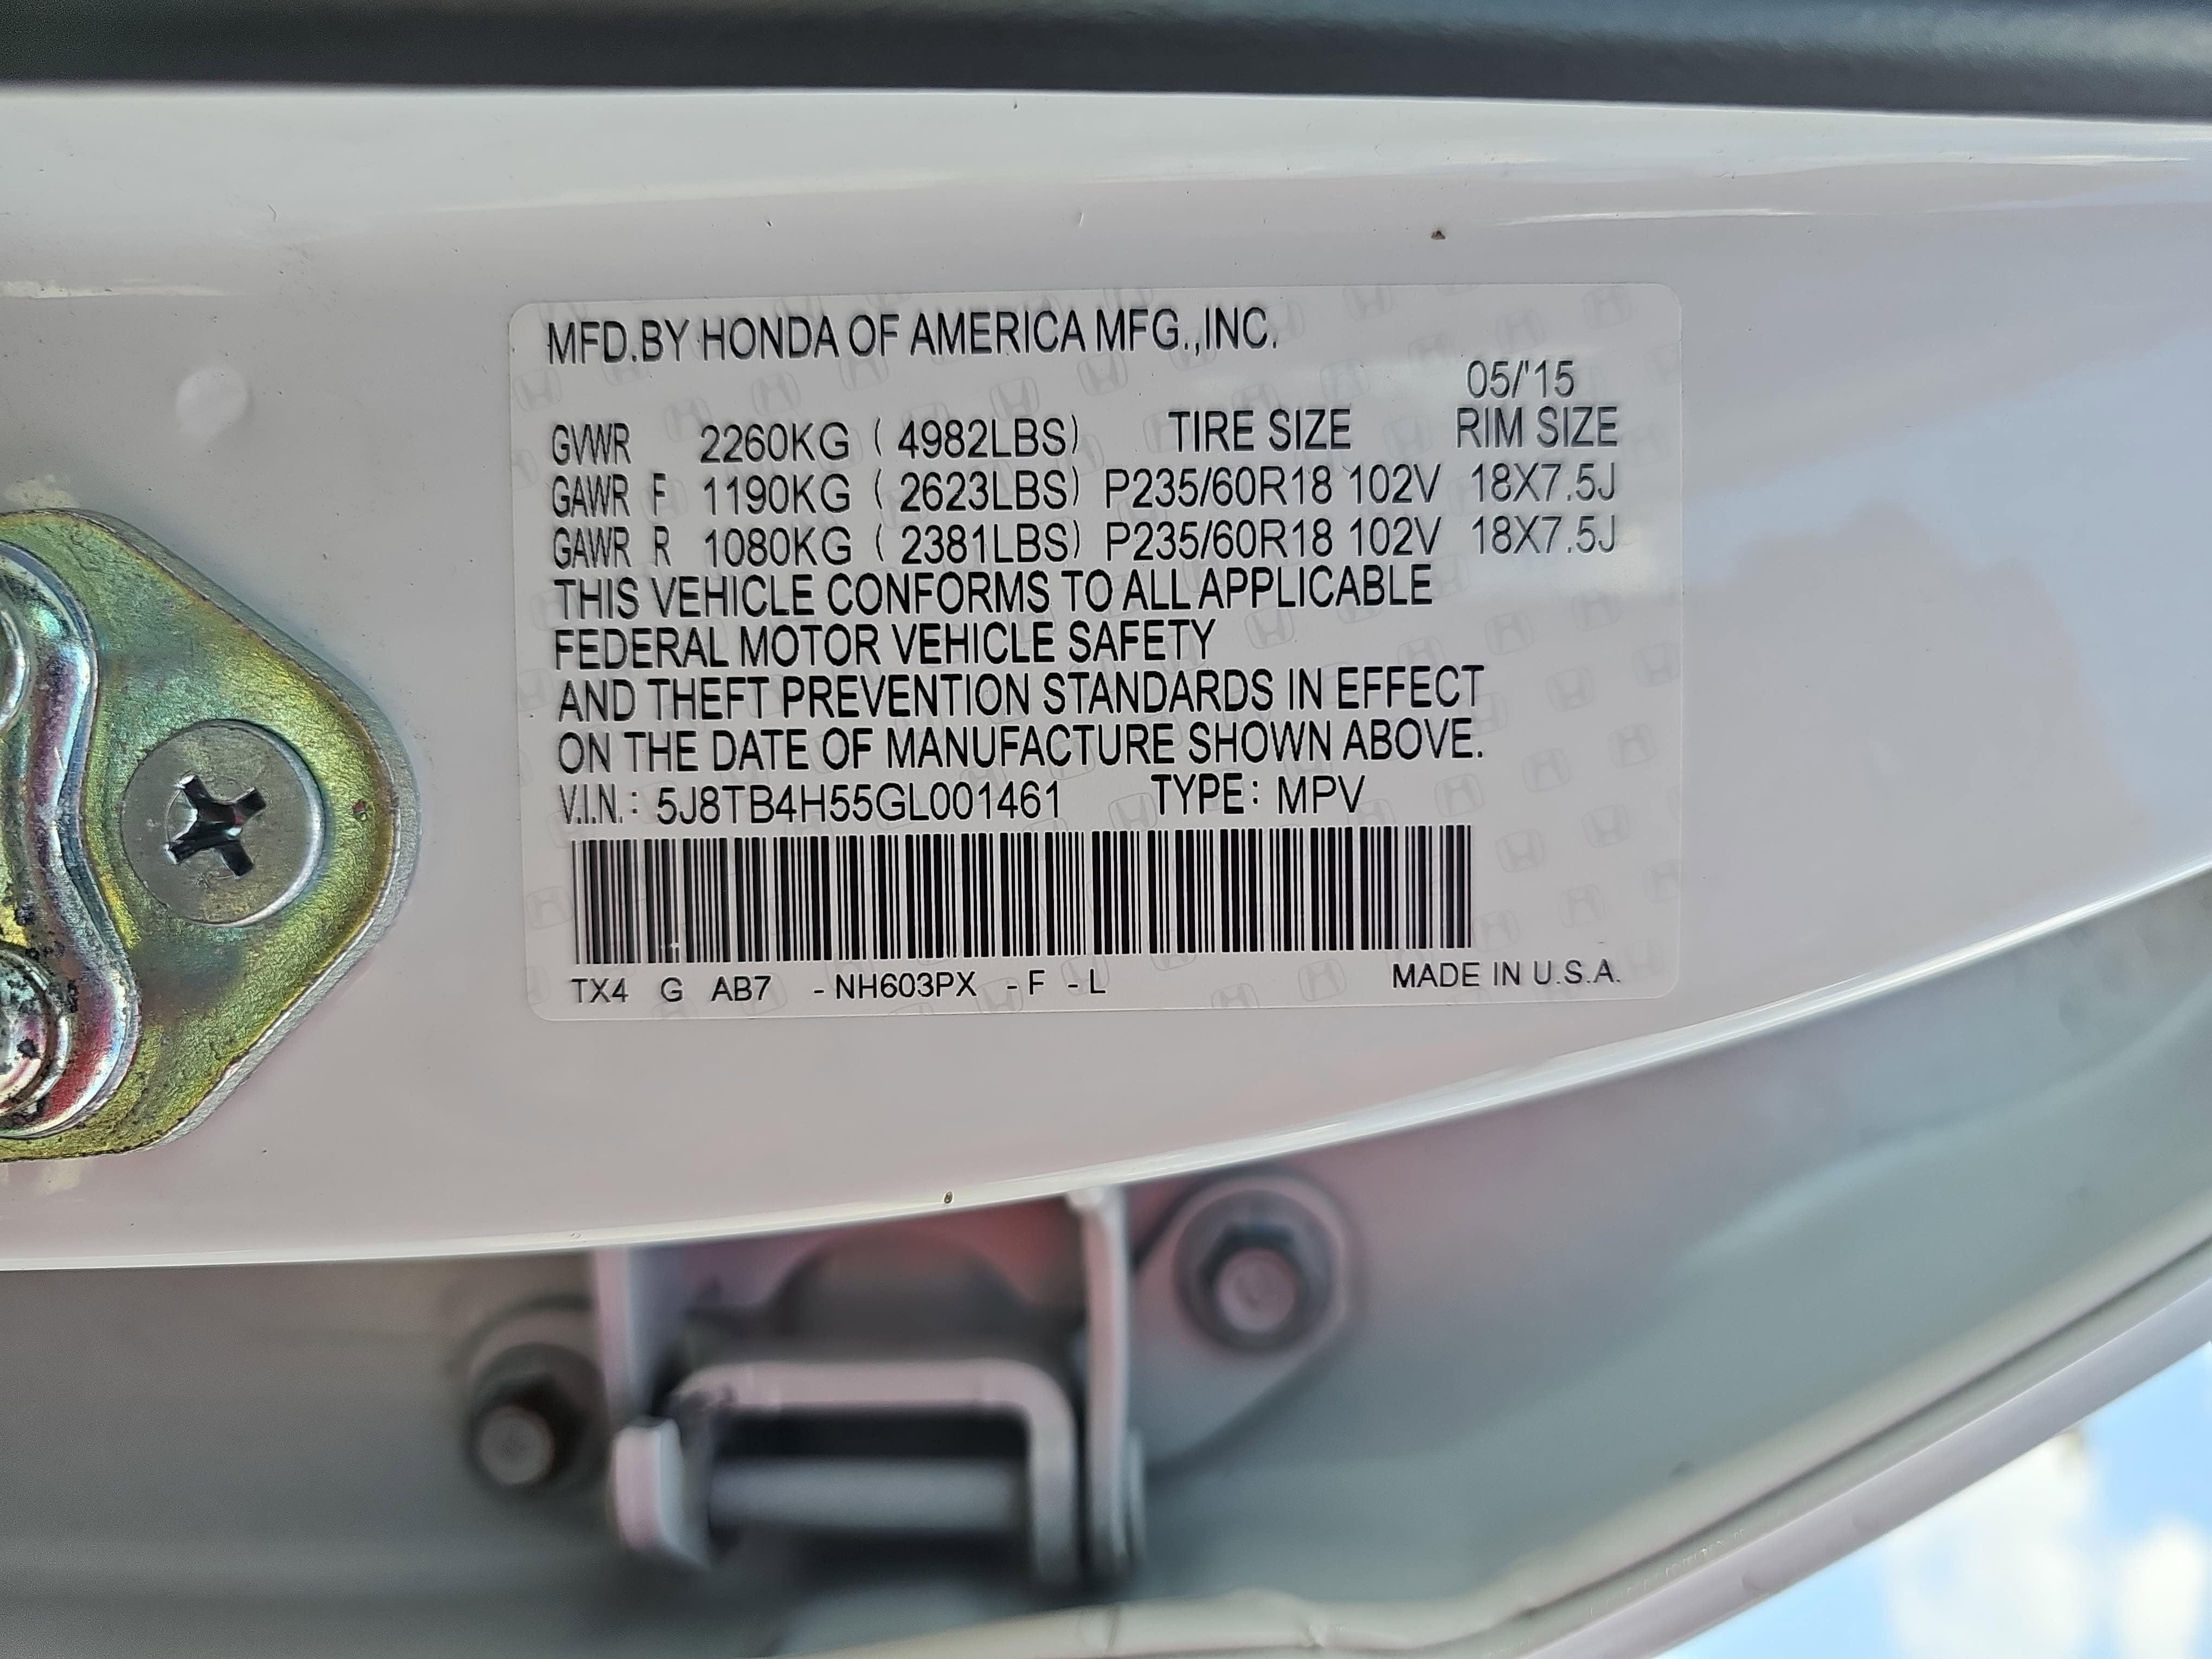 MFD.BY HONDA OF AMERICA MFG.,INC.
05/'15
GVWR 2260KG ( 4982LBS) TIRE SIZE RIM SIZE
GAWR F 1190KG ( 2623LBS) P235/60R18 102V 18X7.5J
GAWR R 1080KG ( 2381LBS) P235/60R18 102V 18X7.5J
THIS VEHICLE CONFORMS TO ALL APPLICABLE
FEDERAL MOTOR VEHICLE SAFETY
AND THEFT PREVENTION STANDARDS IN EFFECT
ON THE DATE OF MANUFACTURE SHOWN ABOVE.
V.I.N.: 5J8TB4H55GL001461 TYPE: MPV
TX4 G AB7 -NH603PX -F -L MADE IN U.S.A.